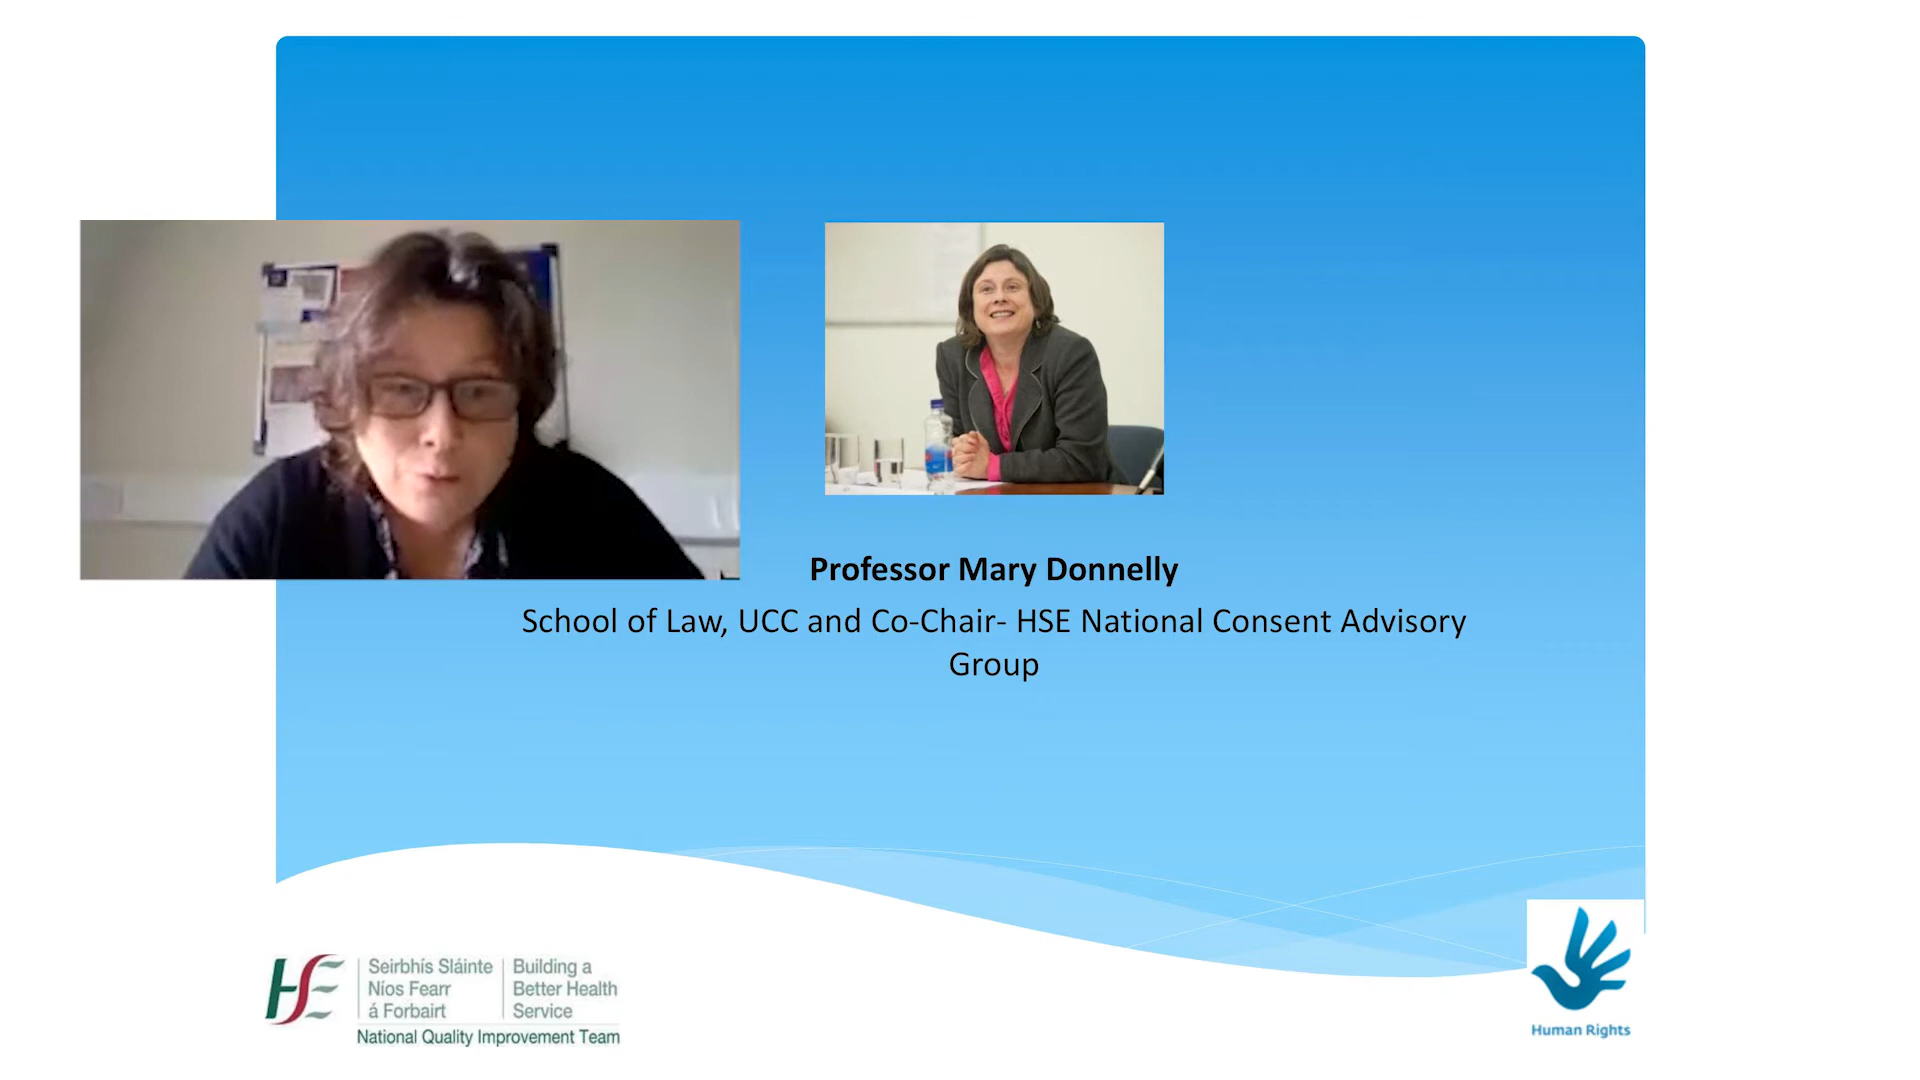 Professor Mary Donnelly
School of Law, UCC and Co-Chair- HSE National Consent Advisory
Group
Seirbhís Sláinte
Níos Fearr
á Forbairt
Building a
Better Health
Service
National Quality Improvement Team
Human Rights